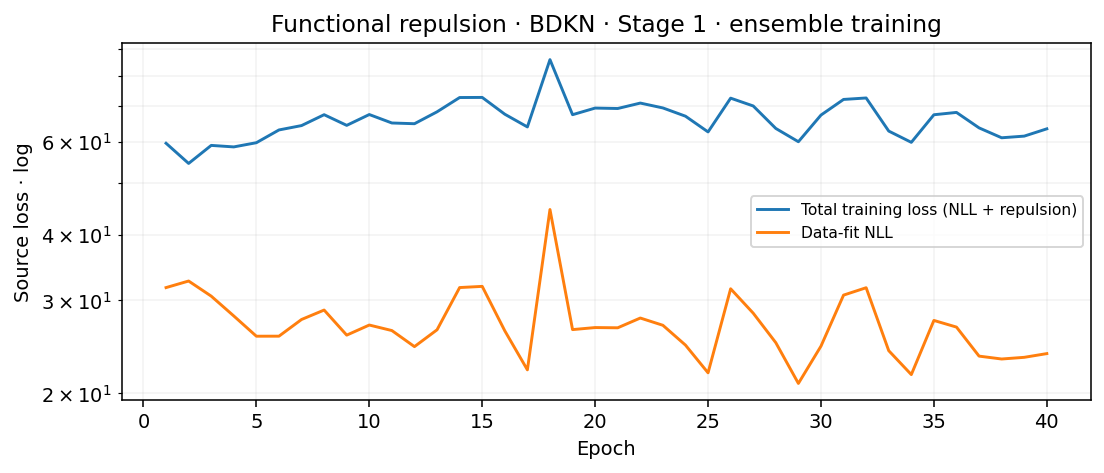 Functional repulsion · BDKN · Stage 1 · ensemble training
Source loss · log
6 × 10¹
4 × 10¹
3 × 10¹
2 × 10¹
Total training loss (NLL + repulsion)
Data-fit NLL
0 5 10 15 20 25 30 35 40
Epoch